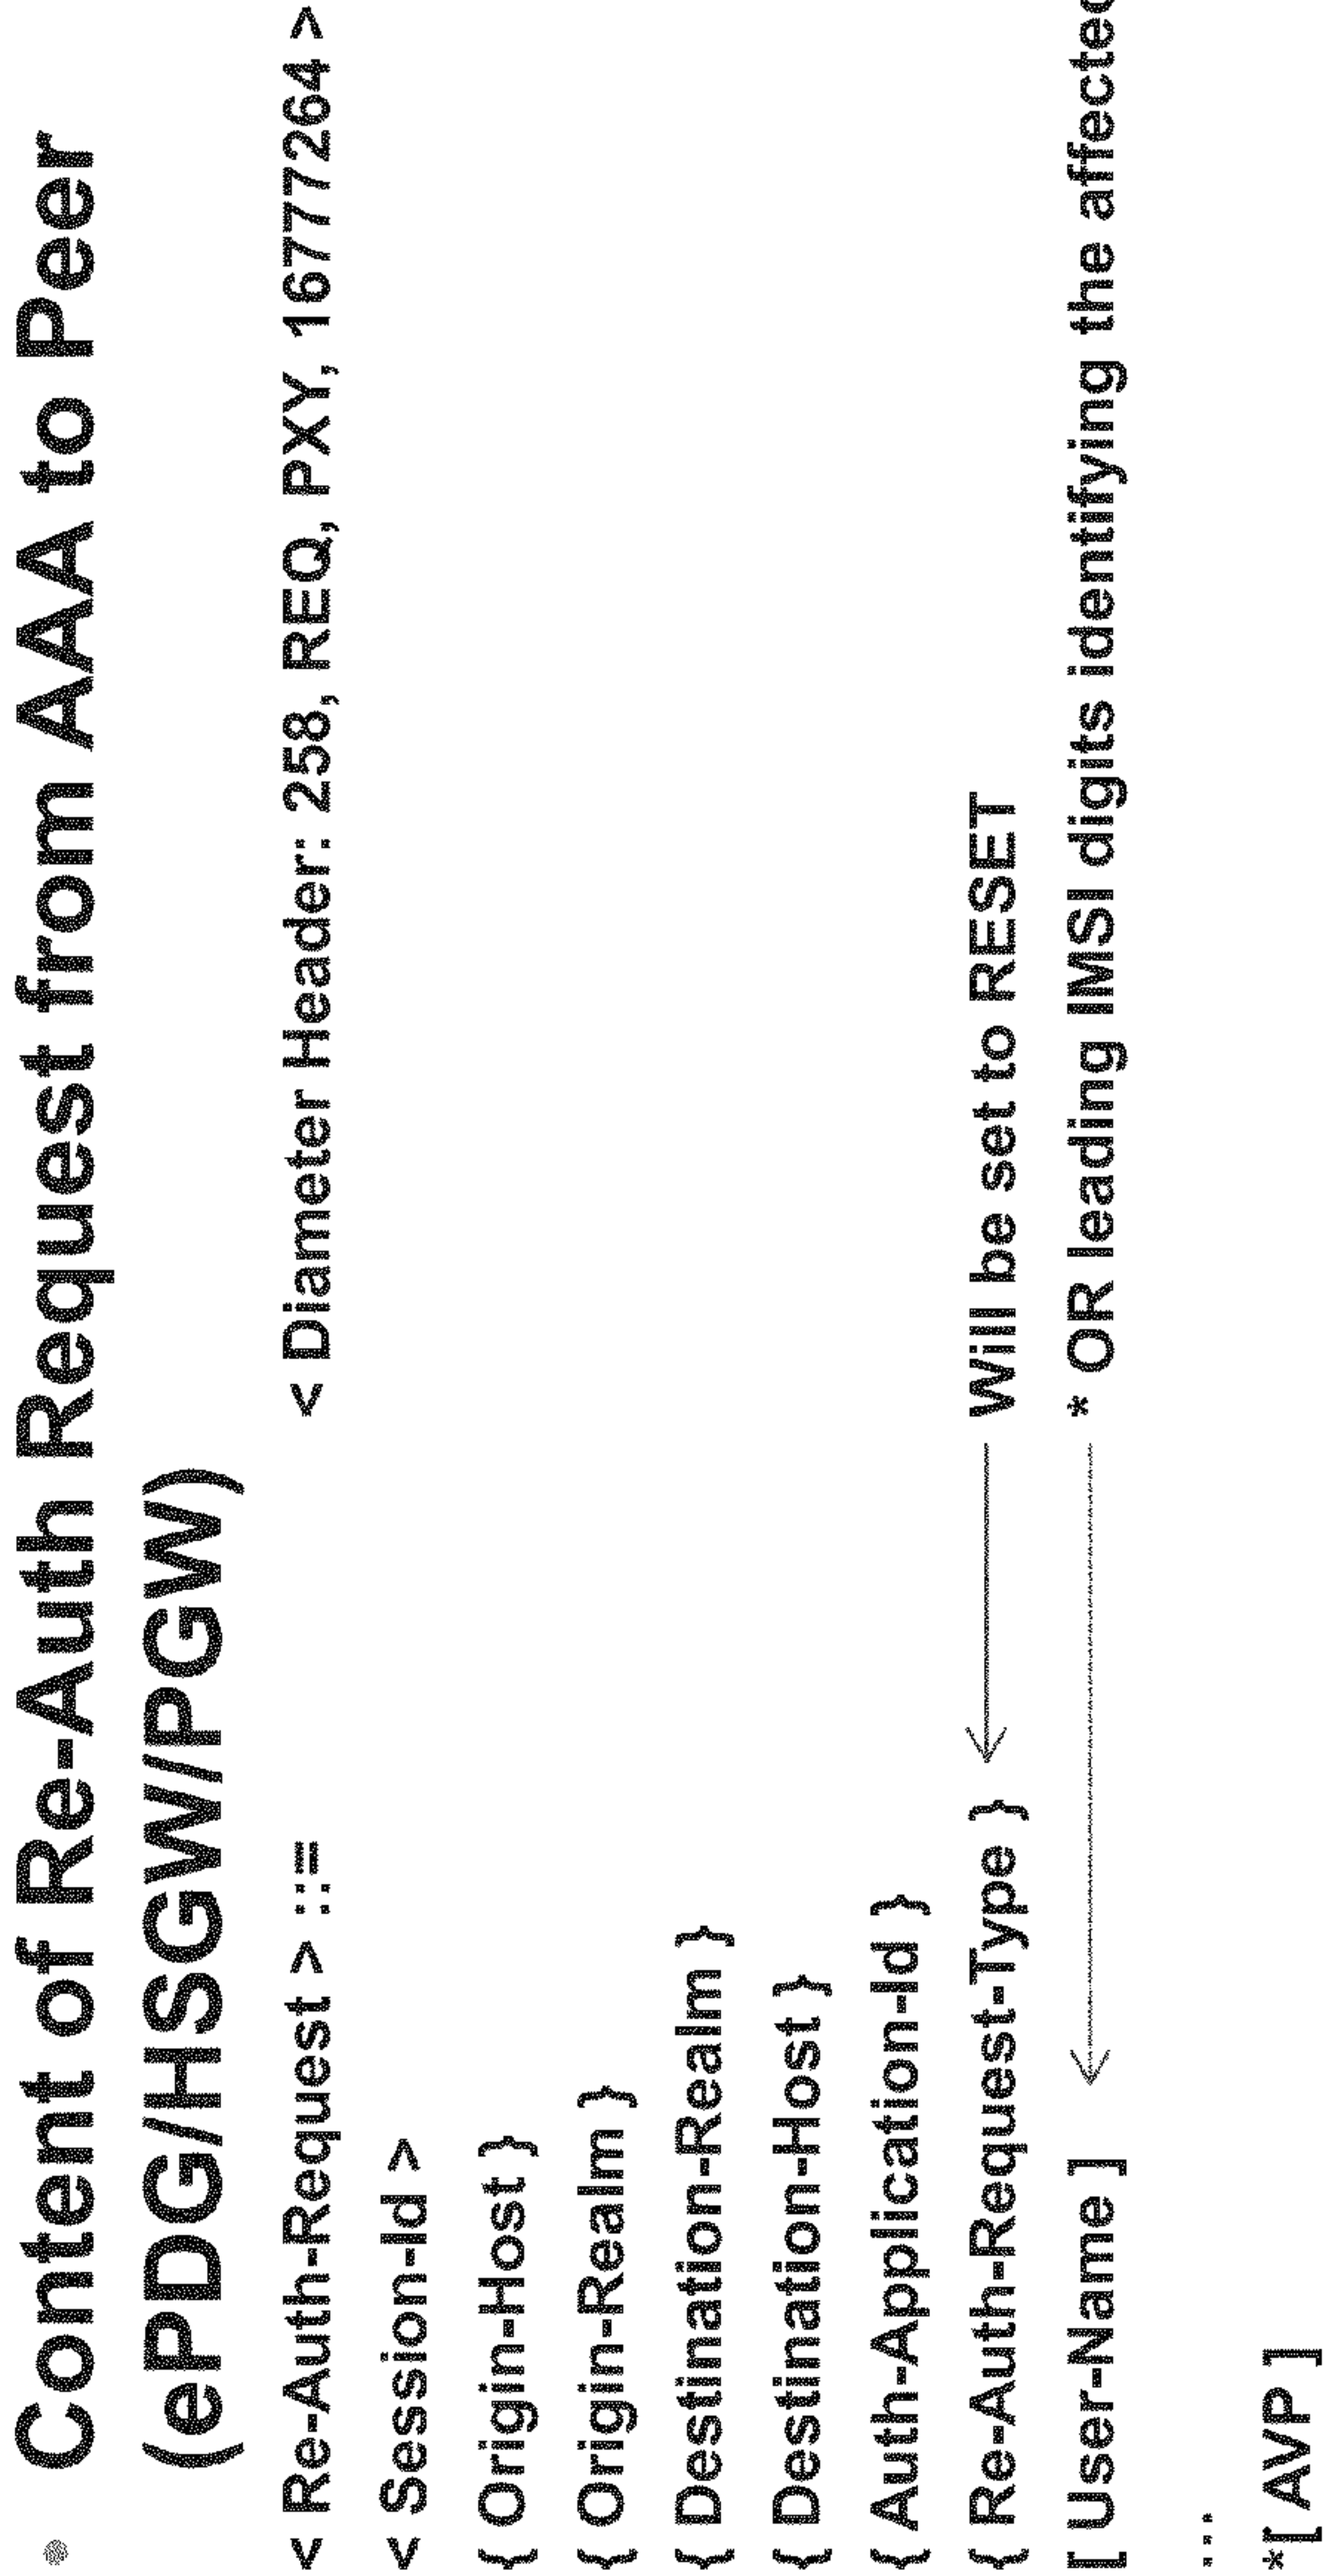 • Content of Re-Auth Request from AAA to Peer
(ePDG/HSGW/PGW)
< Re-Auth-Request > ::= < Diameter Header: 258, REQ, PXY, 16777264 >
< Session-Id >
{ Origin-Host }
{ Origin-Realm }
{ Destination-Realm }
{ Destination-Host }
{ Auth-Application-Id }
{ Re-Auth-Request-Type } Will be set to RESET
[ User-Name ] * OR leading IMSI digits identifying the affected
...
*[ AVP ]